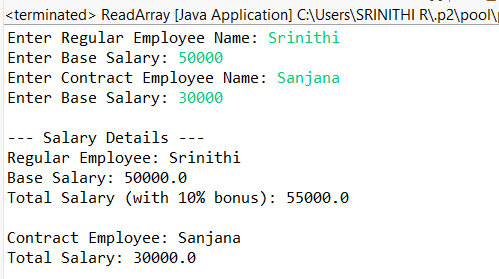 <terminated> ReadArray [Java Application] C:\Users\SRINITHI R\.p2\pool\
Enter Regular Employee Name: Srinithi
Enter Base Salary: 50000
Enter Contract Employee Name: Sanjana
Enter Base Salary: 30000
--- Salary Details ---
Regular Employee: Srinithi
Base Salary: 50000.0
Total Salary (with 10% bonus): 55000.0
Contract Employee: Sanjana
Total Salary: 30000.0